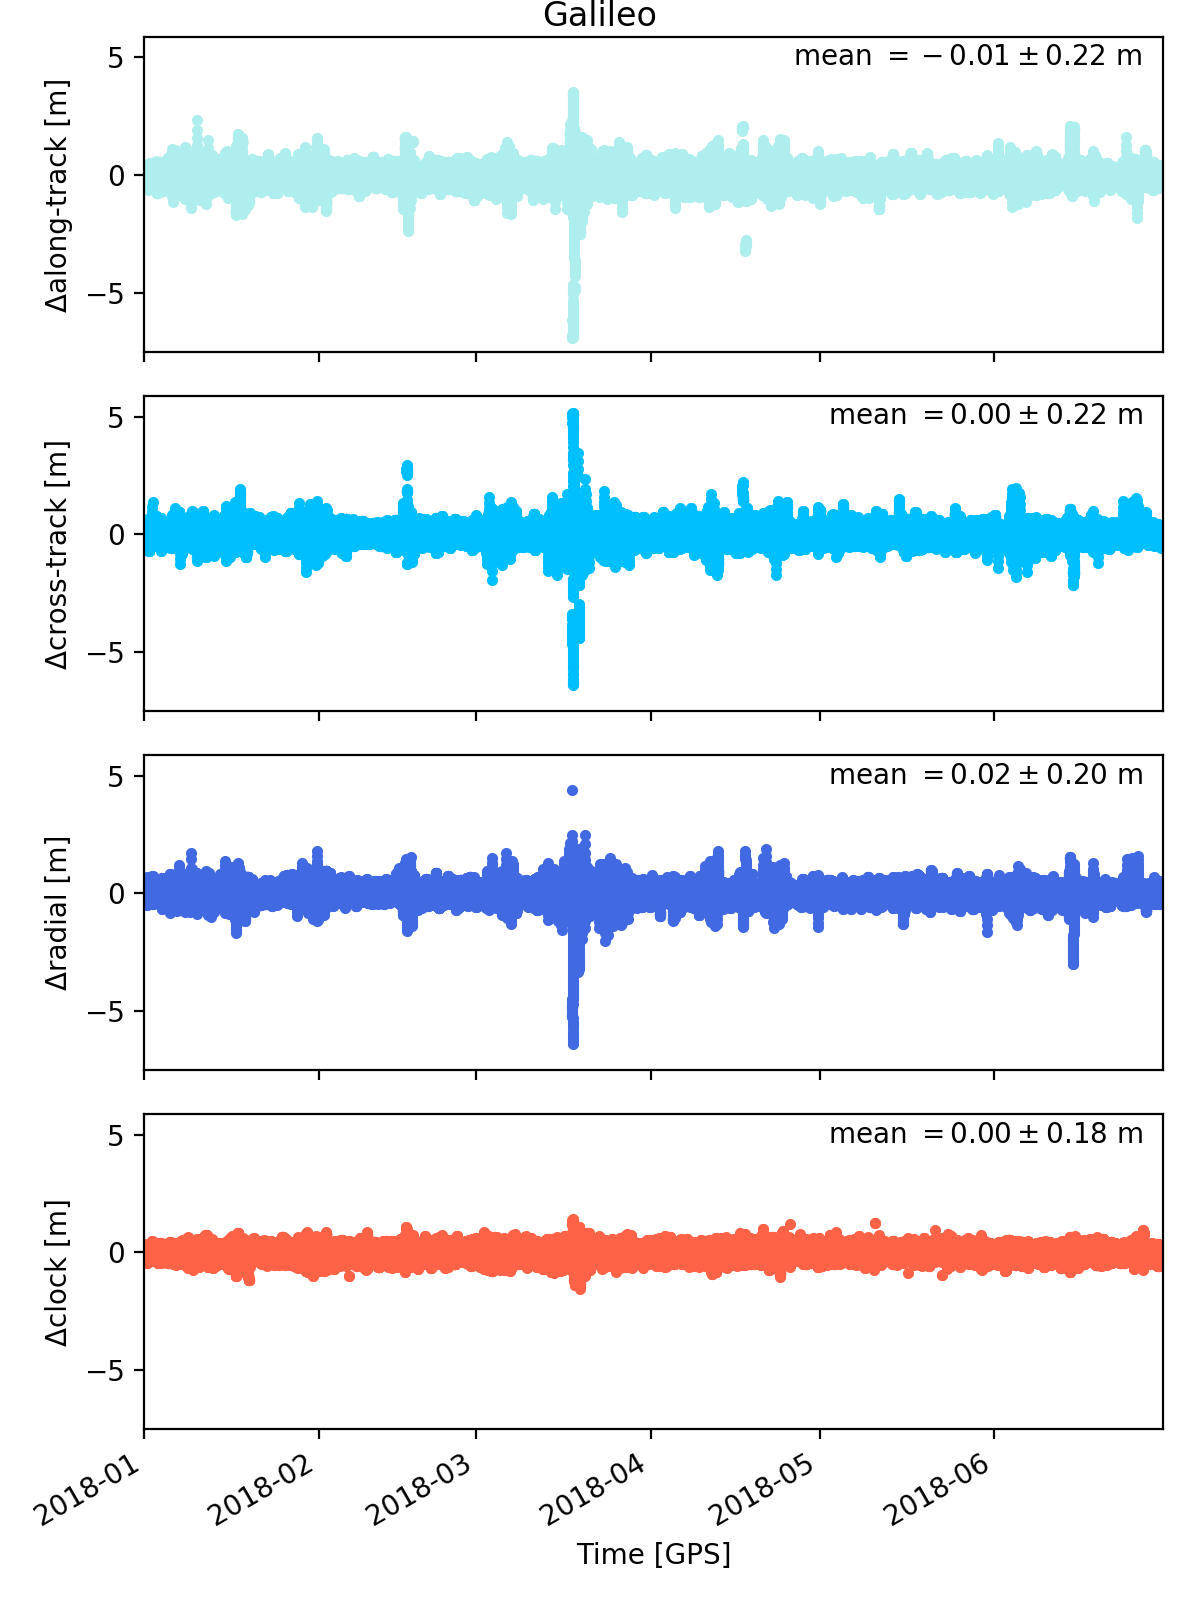 Galileo
mean = −0.01 ± 0.22 m
5
0
−5
Δalong-track [m]
mean = 0.00 ± 0.22 m
5
0
−5
Δcross-track [m]
mean = 0.02 ± 0.20 m
5
0
−5
Δradial [m]
mean = 0.00 ± 0.18 m
5
0
−5
Δclock [m]
2018-01 2018-02 2018-03 2018-04 2018-05 2018-06
Time [GPS]